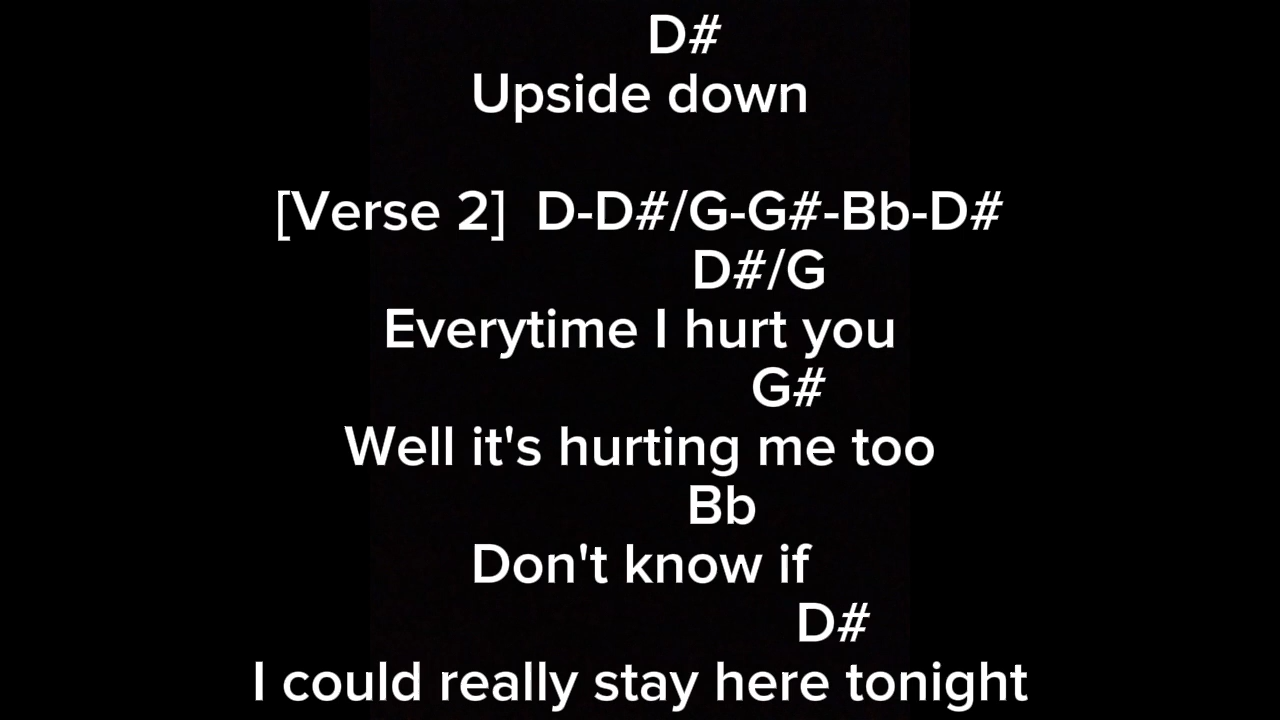 D#
Upside down
[Verse 2] D-D#/G-G#-Bb-D#
D#/G
Everytime I hurt you
G#
Well it's hurting me too
Bb
Don't know if
D#
I could really stay here tonight